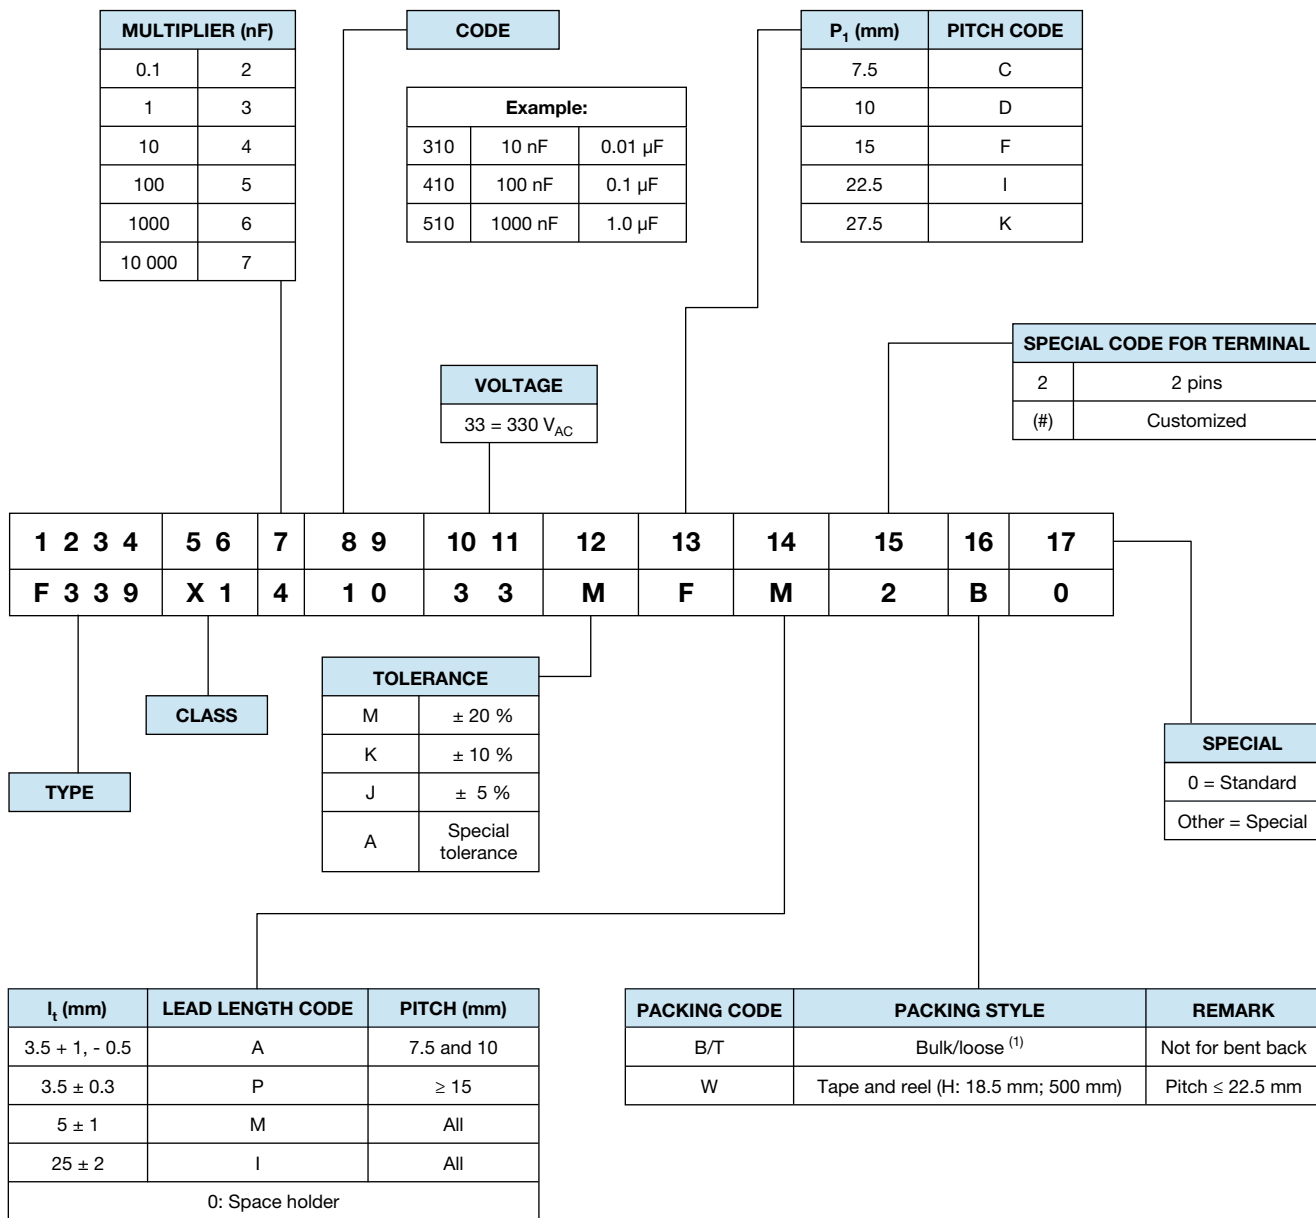 MULTIPLIER (nF)
0.1 2
1 3
10 4
100 5
1000 6
10 000 7
CODE
Example:
310 10 nF 0.01 µF
410 100 nF 0.1 µF
510 1000 nF 1.0 µF
P1 (mm) PITCH CODE
7.5 C
10 D
15 F
22.5 I
27.5 K
SPECIAL CODE FOR TERMINAL
2 2 pins
(#) Customized
VOLTAGE
33 = 330 VAC
1 2 3 4 5 6 7 8 9 10 11 12 13 14 15 16 17
F 3 3 9 X 1 4 1 0 3 3 M F M 2 B 0
TYPE
CLASS
TOLERANCE
M ± 20 %
K ± 10 %
J ± 5 %
A Special
tolerance
SPECIAL
0 = Standard
Other = Special
lt (mm) LEAD LENGTH CODE PITCH (mm)
3.5 + 1, - 0.5 A 7.5 and 10
3.5 ± 0.3 P ≥ 15
5 ± 1 M All
25 ± 2 I All
0: Space holder
PACKING CODE PACKING STYLE REMARK
B/T Bulk/loose (1) Not for bent back
W Tape and reel (H: 18.5 mm; 500 mm) Pitch ≤ 22.5 mm